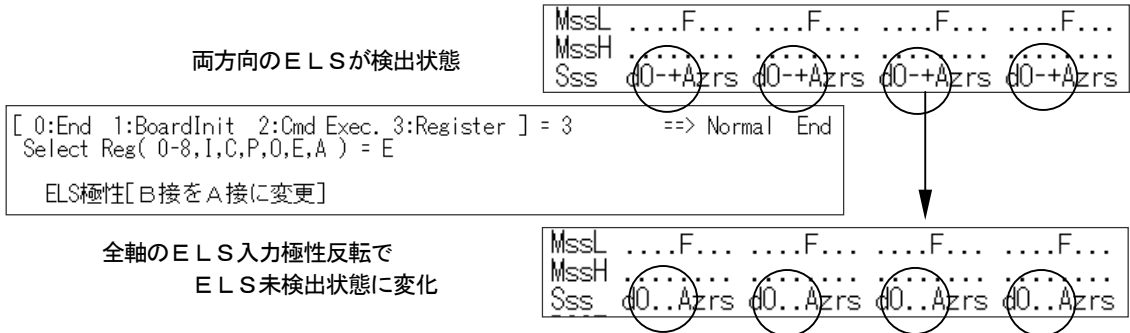 MssL ....F... ....F... ....F... ....F...
MssH ........ ........ ........ ........
Sss dO-+Azrs dO-+Azrs dO-+Azrs dO-+Azrs
両方向のＥＬＳが検出状態
[ 0:End 1:BoardInit 2:Cmd Exec. 3:Register ] = 3 ==> Normal End
Select Reg( 0-8,I,C,P,O,E,A ) = E
ELS極性[Ｂ接をＡ接に変更]
全軸のＥＬＳ入力極性反転で
ＥＬＳ未検出状態に変化
MssL ....F... ....F... ....F... ....F...
MssH ........ ........ ........ ........
Sss dO..Azrs dO..Azrs dO..Azrs dO..Azrs